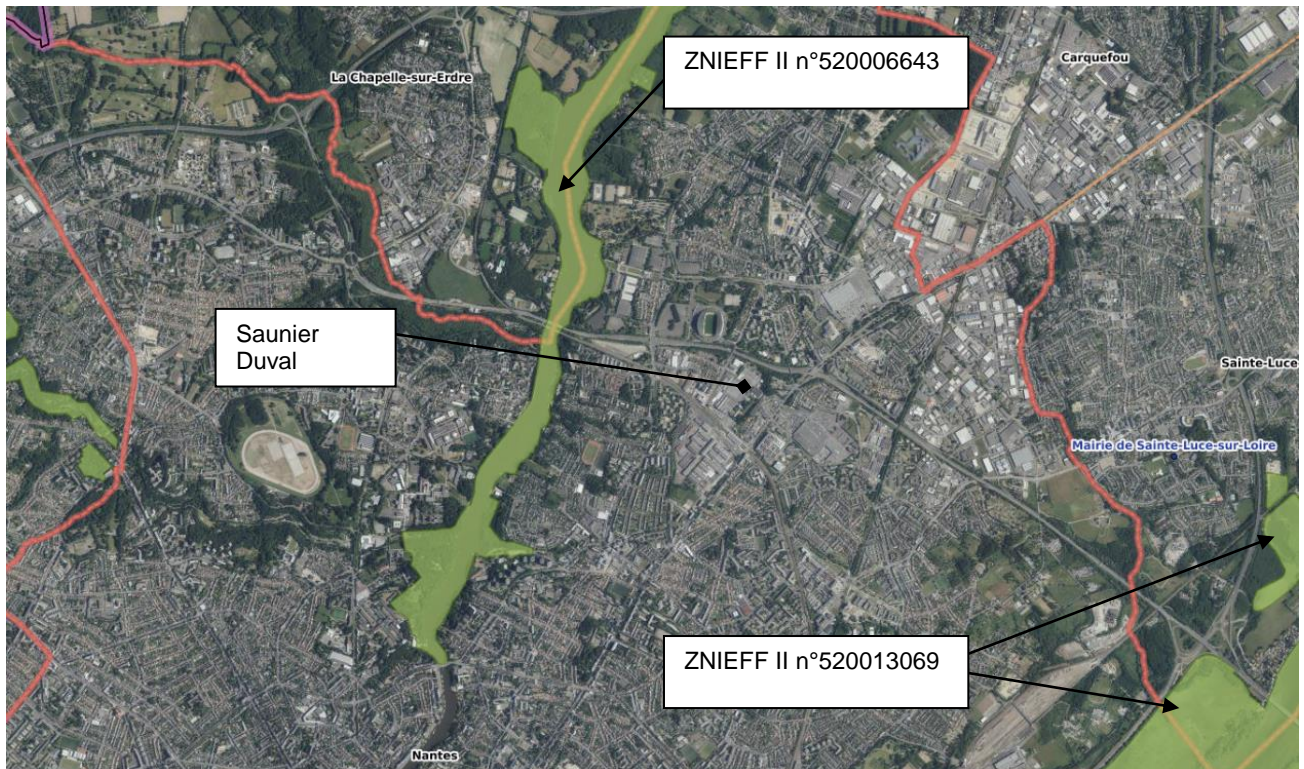 ZNIEFF II n°520006643
Carquefou
La Chapelle-sur-Erdre
Saunier
Duval
Sainte-Luce
Mairie de Sainte-Luce-sur-Loire
ZNIEFF II n°520013069
Nantes